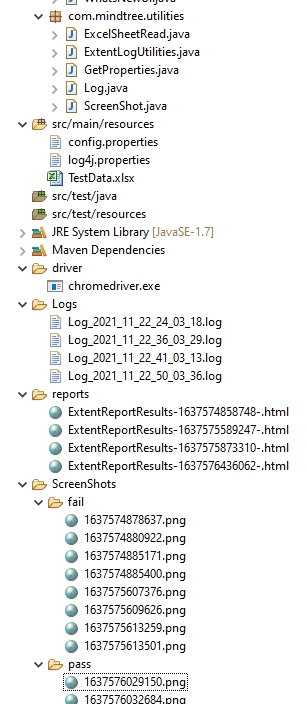 WhatsNewUI.java
com.mindtree.utilities
ExcelSheetRead.java
ExtentLogUtilities.java
GetProperties.java
Log.java
ScreenShot.java
src/main/resources
config.properties
log4j.properties
TestData.xlsx
src/test/java
src/test/resources
JRE System Library [JavaSE-1.7]
Maven Dependencies
driver
chromedriver.exe
Logs
Log_2021_11_22_24_03_18.log
Log_2021_11_22_36_03_29.log
Log_2021_11_22_41_03_13.log
Log_2021_11_22_50_03_36.log
reports
ExtentReportResults-1637574858748-.html
ExtentReportResults-1637575589247-.html
ExtentReportResults-1637575873310-.html
ExtentReportResults-1637576436062-.html
ScreenShots
fail
1637574878637.png
1637574880922.png
1637574885171.png
1637574885400.png
1637575607376.png
1637575609626.png
1637575613259.png
1637575613501.png
pass
1637576029150.png
1637576032684.png